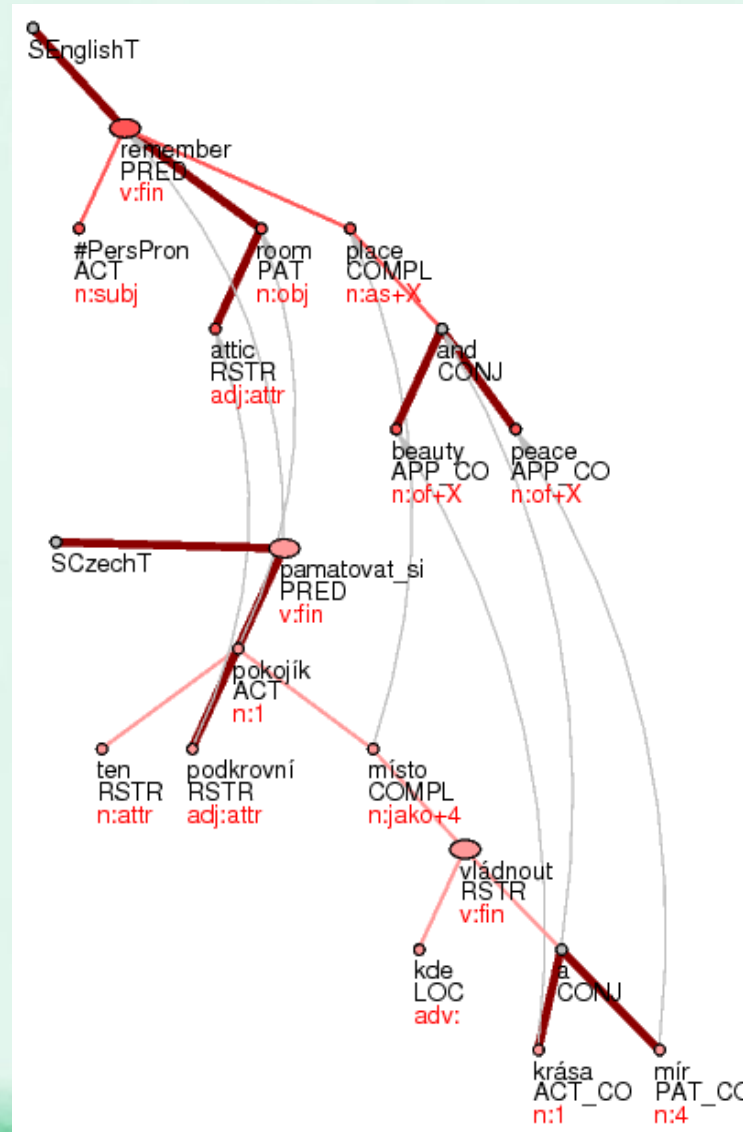 SEnglishT
remember
PRED
v:fin
#PersPron
ACT
n:subj
room
PAT
n:obj
place
COMPL
n:as+X
attic
RSTR
adj:attr
and
CONJ
beauty
APP_CO
n:of+X
peace
APP_CO
n:of+X
SCzechT
pamatovat_si
PRED
v:fin
pokojík
ACT
n:1
ten
RSTR
n:attr
podkrovní
RSTR
adj:attr
místo
COMPL
n:jako+4
vládnout
RSTR
v:fin
kde
LOC
adv:
a
CONJ
krása
ACT_CO
n:1
mír
PAT_CO
n:4